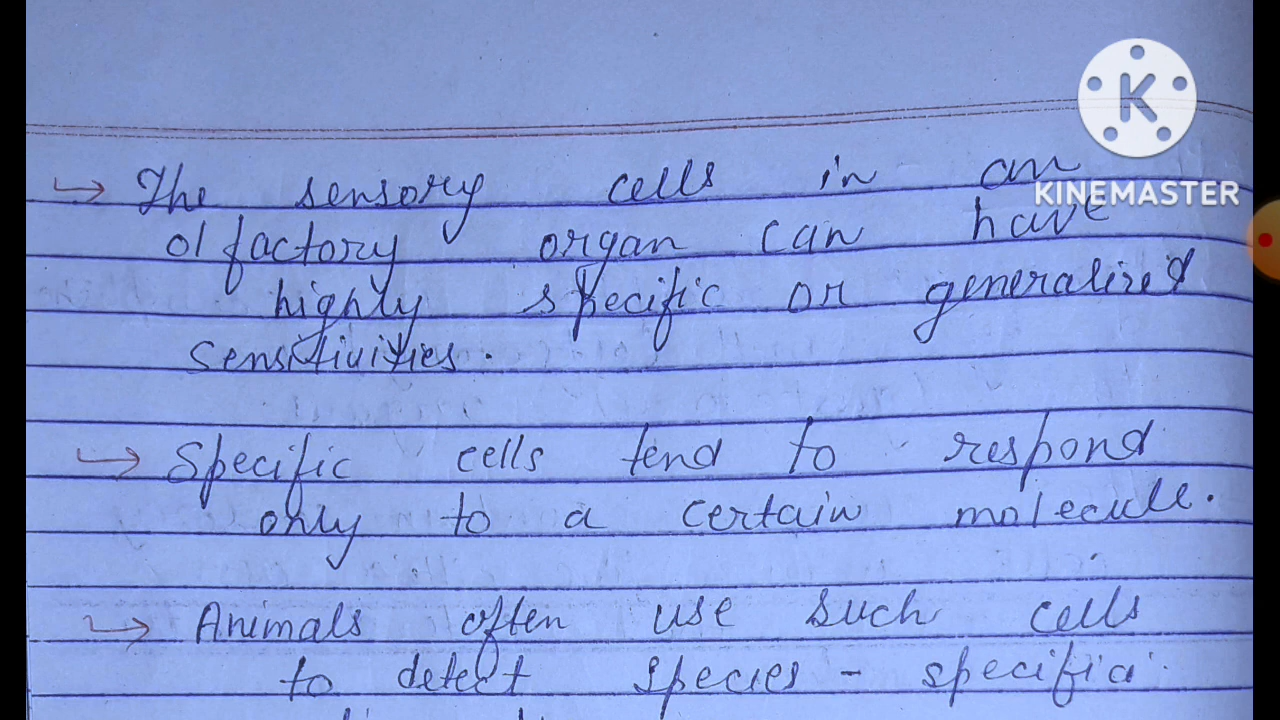 K
KINEMASTER
→ The sensory cells in an
olfactory organ can have
highly specific or generalized
sensitivities.
→ Specific cells tend to respond
only to a certain molecule.
→ Animals often use such cells
to detect species - specific